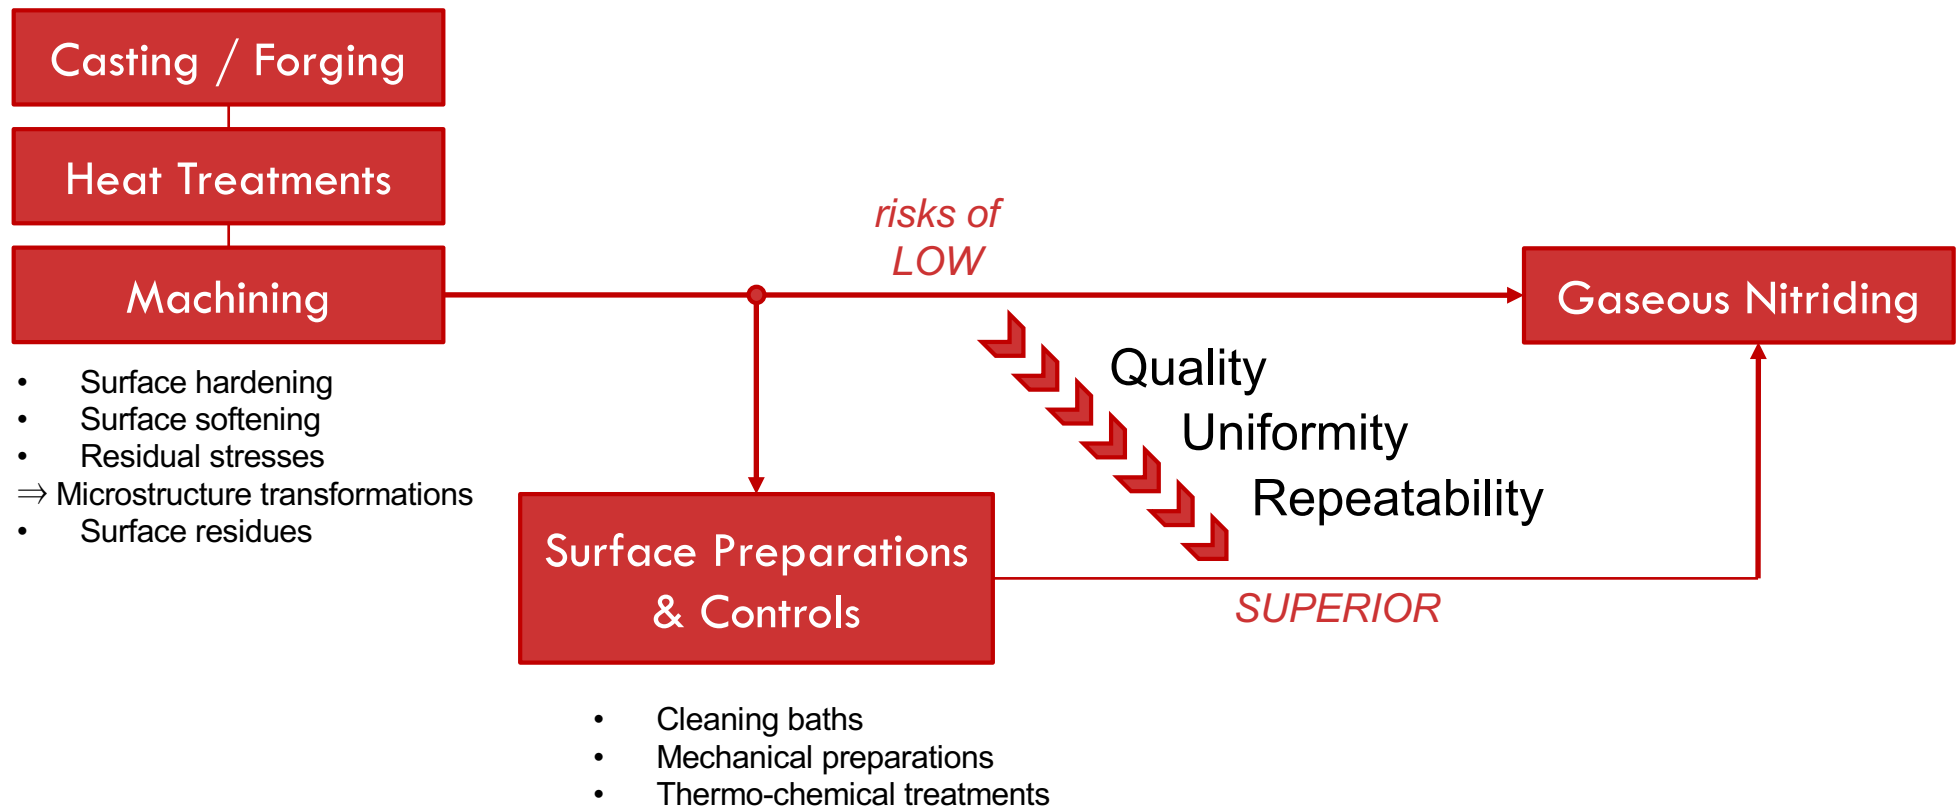 Casting / Forging
Heat Treatments
Machining
• Surface hardening
• Surface softening
• Residual stresses
⇒ Microstructure transformations
• Surface residues
risks of
LOW
Quality
Uniformity
Repeatability
SUPERIOR
Gaseous Nitriding
Surface Preparations
& Controls
• Cleaning baths
• Mechanical preparations
• Thermo-chemical treatments